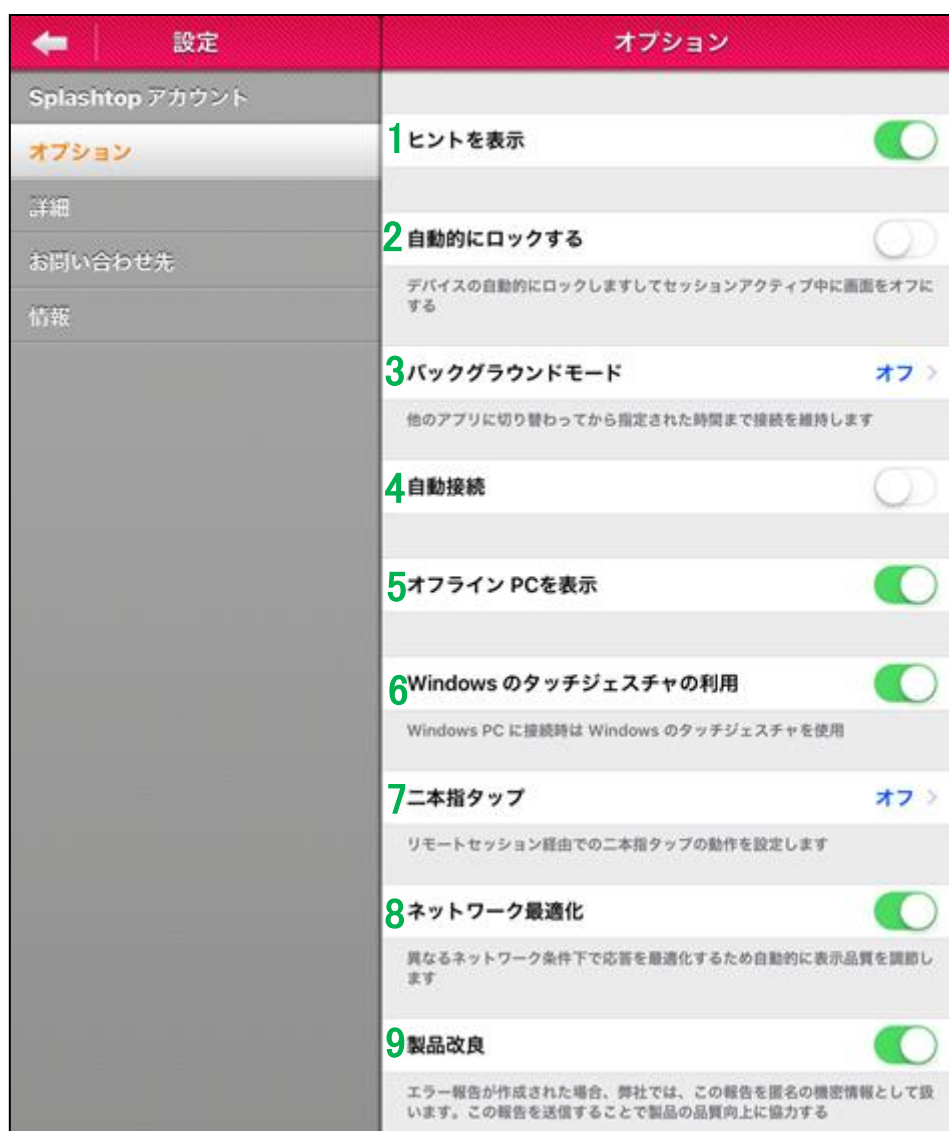 設定
オプション
Splashtop アカウント
オプション
詳細
お問い合わせ先
情報
1 ヒントを表示
2 自動的にロックする
デバイスの自動的にロックしますしてセッションアクティブ中に画面をオフに
する
3 バックグラウンドモード オフ >
他のアプリに切り替わってから指定された時間まで接続を維持します
4 自動接続
5 オフライン PCを表示
6 Windows のタッチジェスチャの利用
Windows PC に接続時は Windows のタッチジェスチャを使用
7 二本指タップ オフ >
リモートセッション経由での二本指タップの動作を設定します
8 ネットワーク最適化
異なるネットワーク条件下で応答を最適化するため自動的に表示品質を調節し
ます
9 製品改良
エラー報告が作成された場合、弊社では、この報告を匿名の機密情報として扱
います。この報告を送信することで製品の品質向上に協力する